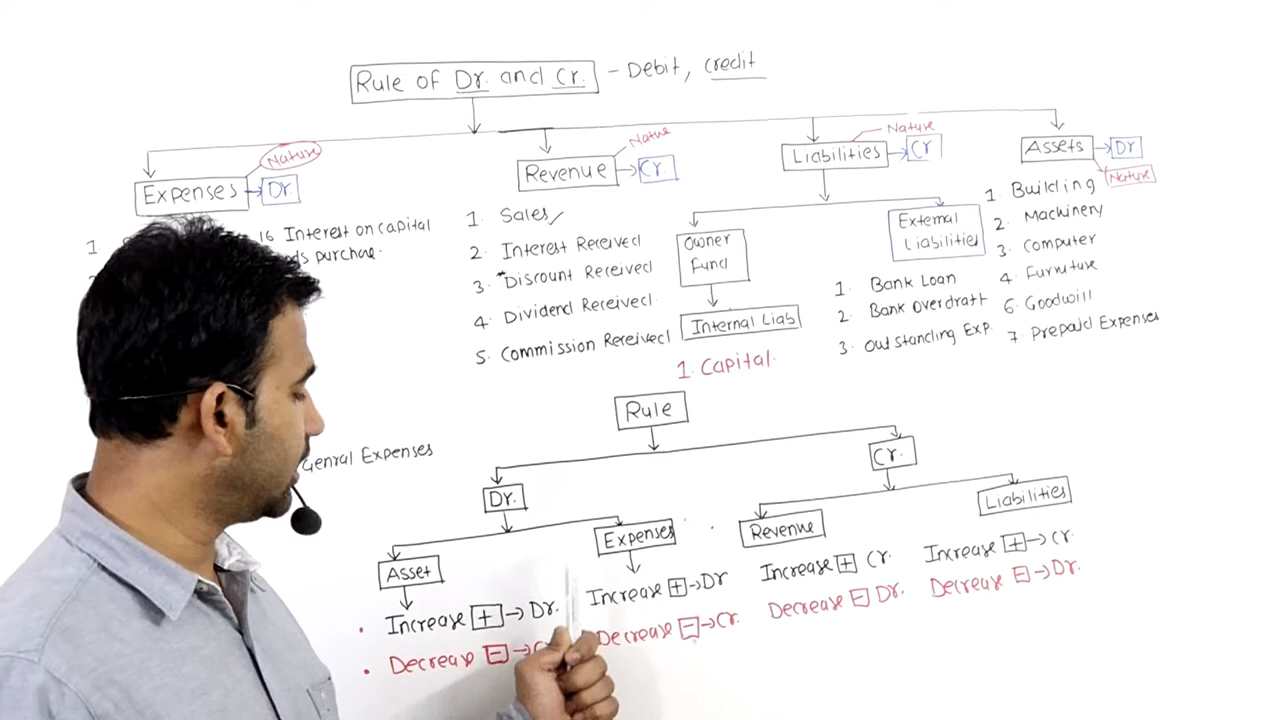 Rule of Dr. and Cr. - Debit, credit
Nature
Expenses Dr
16 Interest on capital
purchase.
Genral Expenses
Natue
Revenue Cr.
1. Sales
2. Interest Received
3. Discount Received
4. Dividend Received
5. Commission Received
Nature
Liabilities Cr
Owner
Fund
Internal Liab
1. Capital.
External
Liabilities
1. Bank Loan
2. Bank Overdraft
3. Outstanding Exp.
Assets Dr
Nature
1. Building
2. Machinery
3. Computer
4. Furniture
6. Goodwill
7. Prepaid Expenses
Rule
Dr.
Asset
Increase + → Dr.
Decrease −
Expenses
Increase + → Dr
Decrease − → Cr.
Cr.
Revenue
Increase + Cr.
Decrease − Dr.
Liabilities
Increase + → Cr.
Decrease − → Dr.